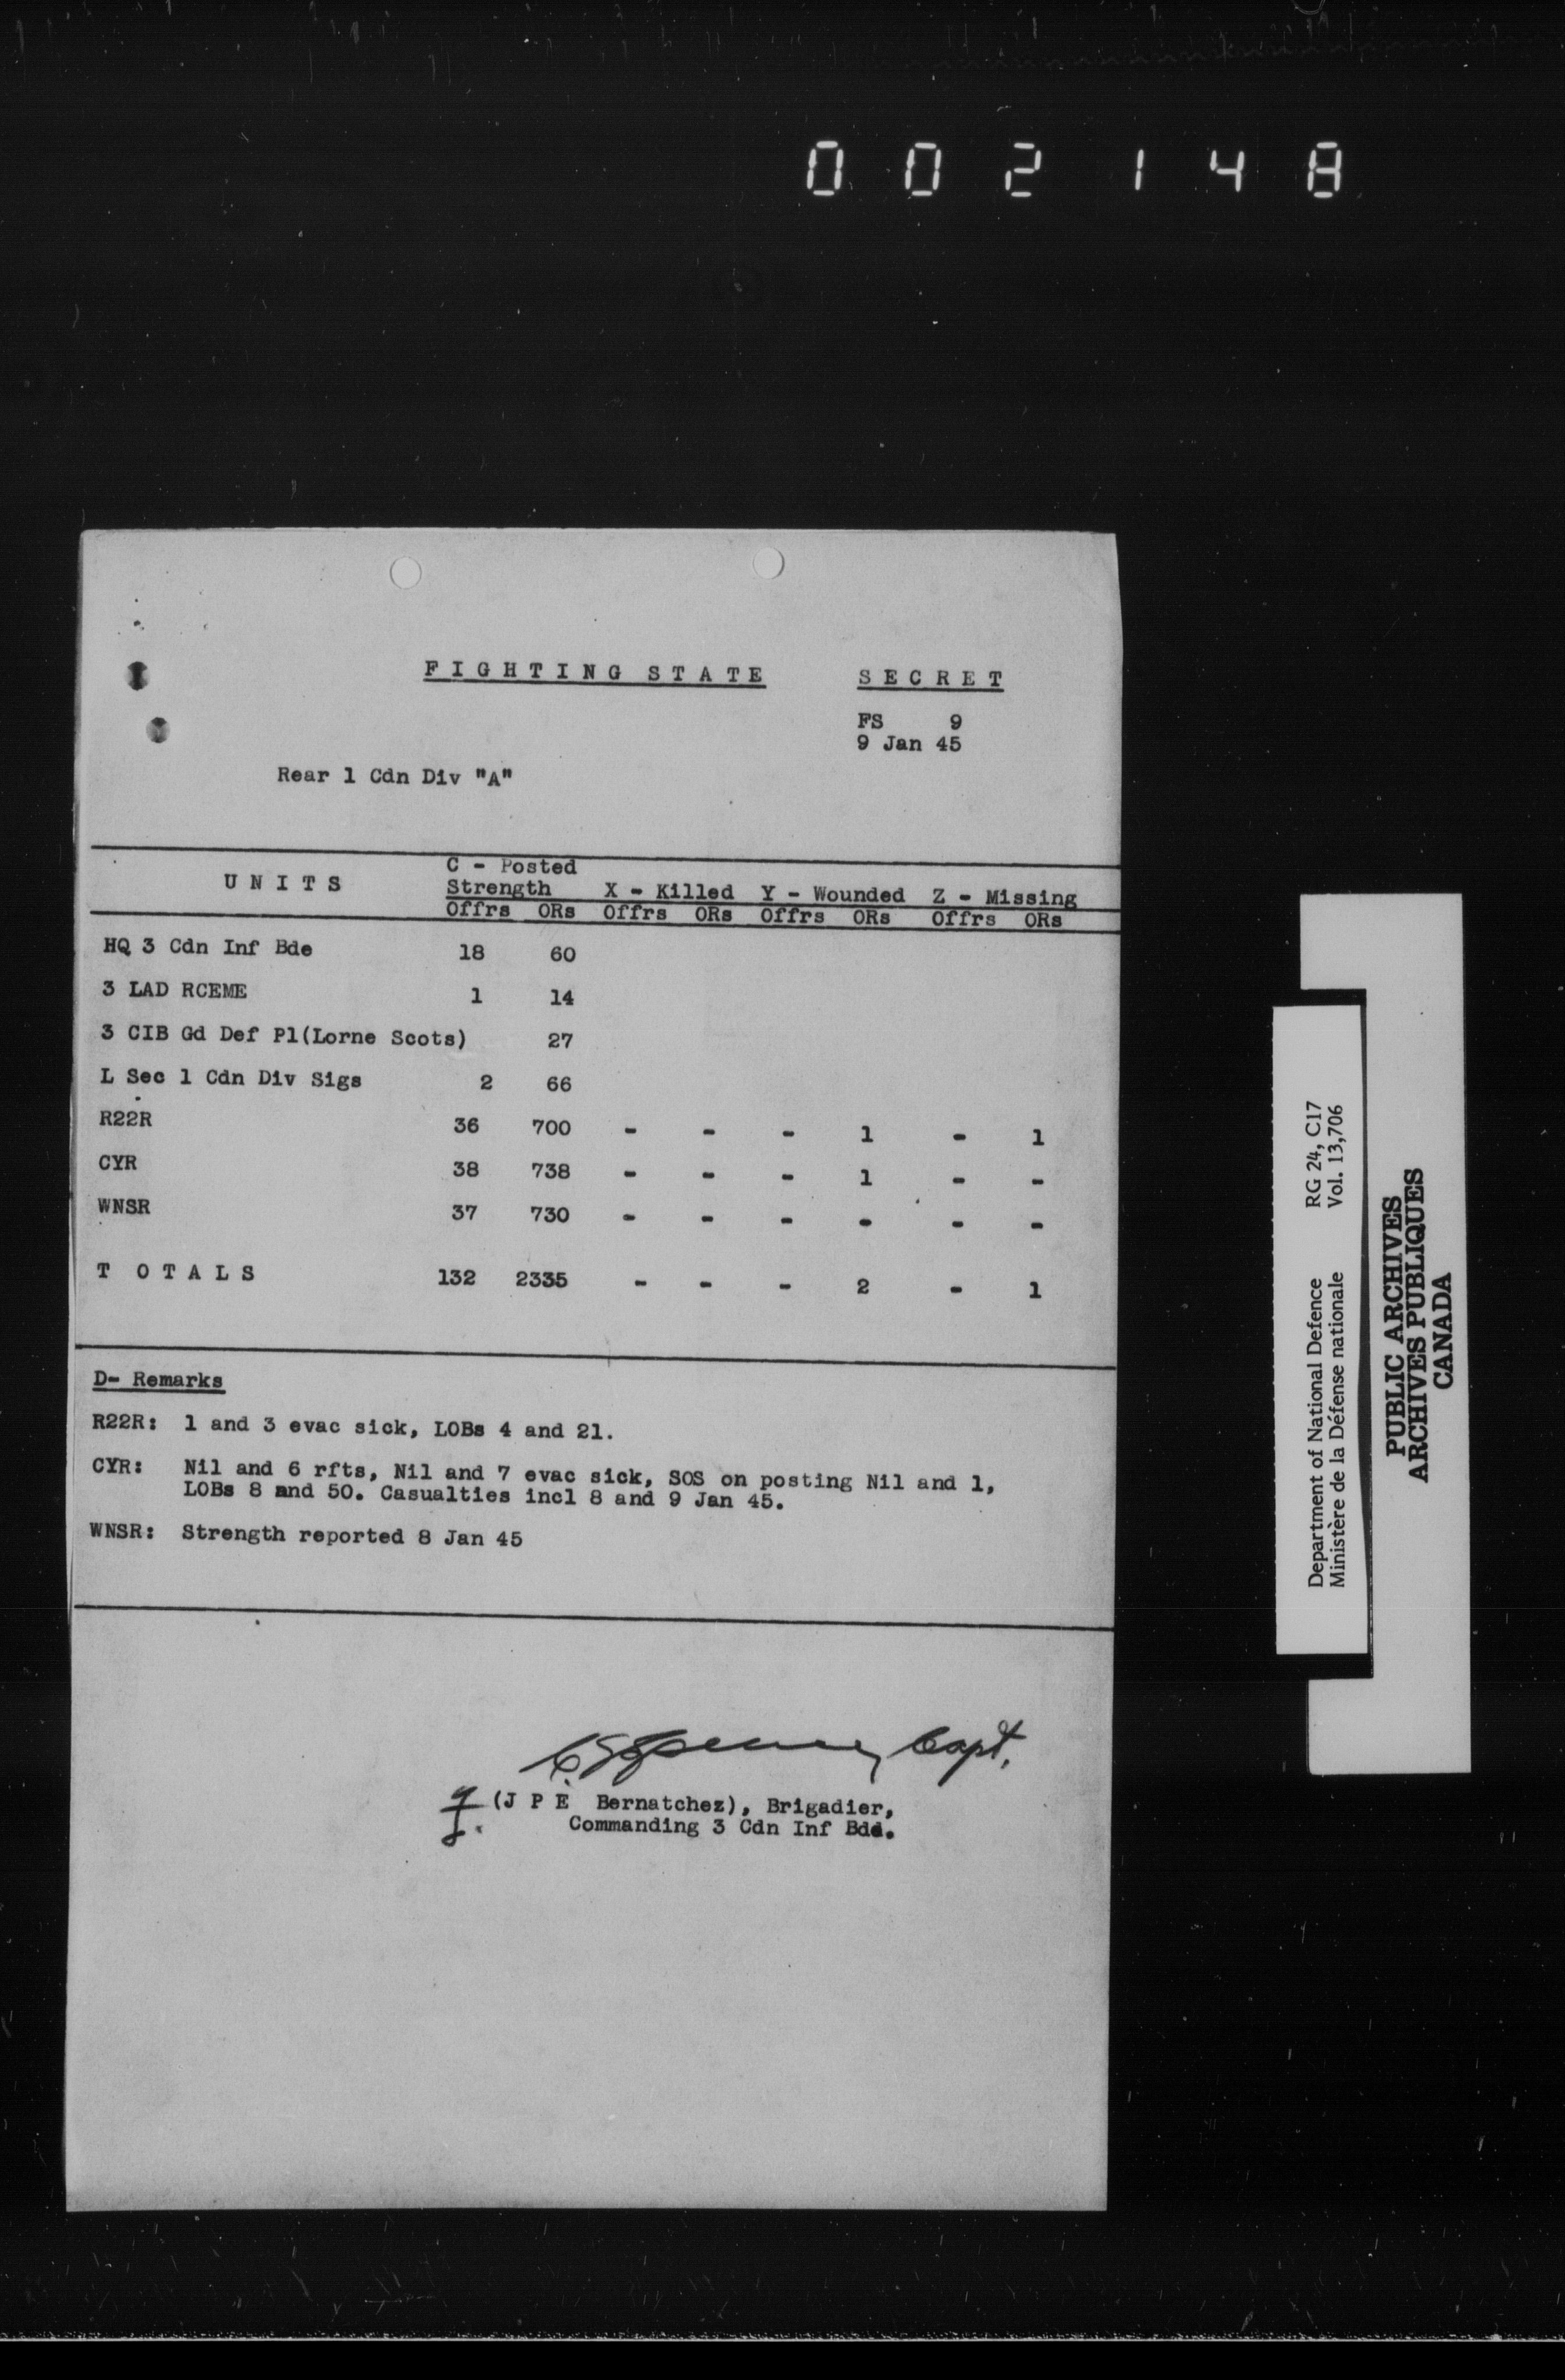 002148
FIGHTING STATE SECRET
FS 9
9 Jan 45
Rear 1 Cdn Div "A"
UNITS C - Posted Strength X - Killed Y - Wounded Z - Missing
Offrs ORs Offrs ORs Offrs ORs Offrs ORs
HQ 3 Cdn Inf Bde 18 60
3 LAD RCEME 1 14
3 CIB Gd Def Pl(Lorne Scots) 27
L Sec 1 Cdn Div Sigs 2 66
R22R 36 700 - - - 1 - 1
CYR 38 738 - - - 1 - -
WNSR 37 730 - - - - - -
TOTALS 132 2335 - - - 2 - 1
D- Remarks
R22R: 1 and 3 evac sick, LOBs 4 and 21.
CYR: Nil and 6 rfts, Nil and 7 evac sick, SOS on posting Nil and 1,
LOBs 8 and 50. Casualties incl 8 and 9 Jan 45.
WNSR: Strength reported 8 Jan 45
Capt.
(J P E Bernatchez), Brigadier,
Commanding 3 Cdn Inf Bde.
Department of National Defence RG 24, C17
Ministère de la Défense nationale Vol. 13,706
PUBLIC ARCHIVES
ARCHIVES PUBLIQUES
CANADA